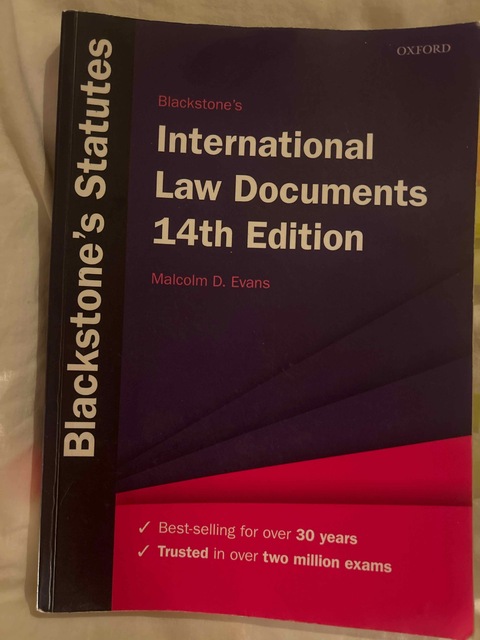 Blackstone's Statutes
OXFORD
Blackstone's
International
Law Documents
14th Edition
Malcolm D. Evans
✓ Best-selling for over 30 years
✓ Trusted in over two million exams